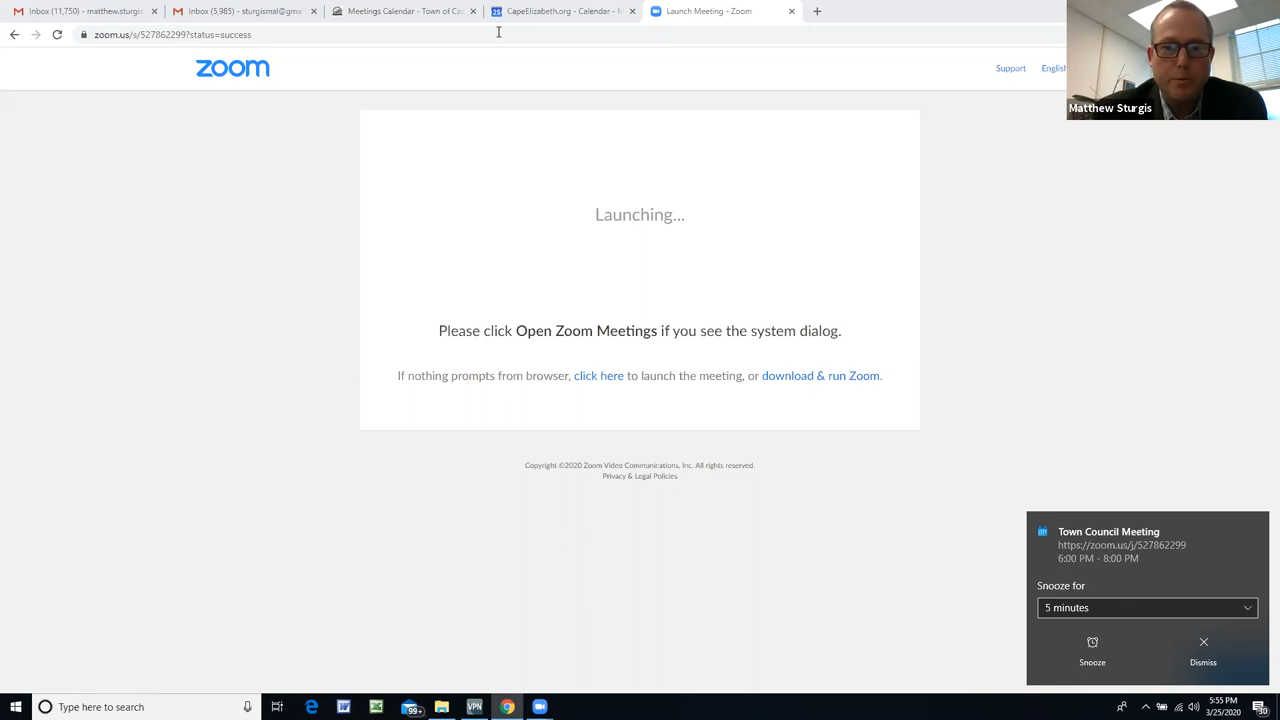 Inbox (11,750) - matthew.sturgis
Inbox (5,985) - sturgismal@gma
Meetings Calendar - Town of Cap
25
CapeElizabeth.org - Calendar - M
Launch Meeting - Zoom
zoom.us/s/527862299?status=success
zoom
Support
English
Matthew Sturgis
Launching...
Please click Open Zoom Meetings if you see the system dialog.
If nothing prompts from browser, click here to launch the meeting, or download & run Zoom.
Copyright ©2020 Zoom Video Communications, Inc. All rights reserved.
Privacy & Legal Policies
Town Council Meeting
https://zoom.us/j/527862299
6:00 PM - 8:00 PM
Snooze for
5 minutes
Snooze
Dismiss
Type here to search
VPN
5:55 PM
3/25/2020